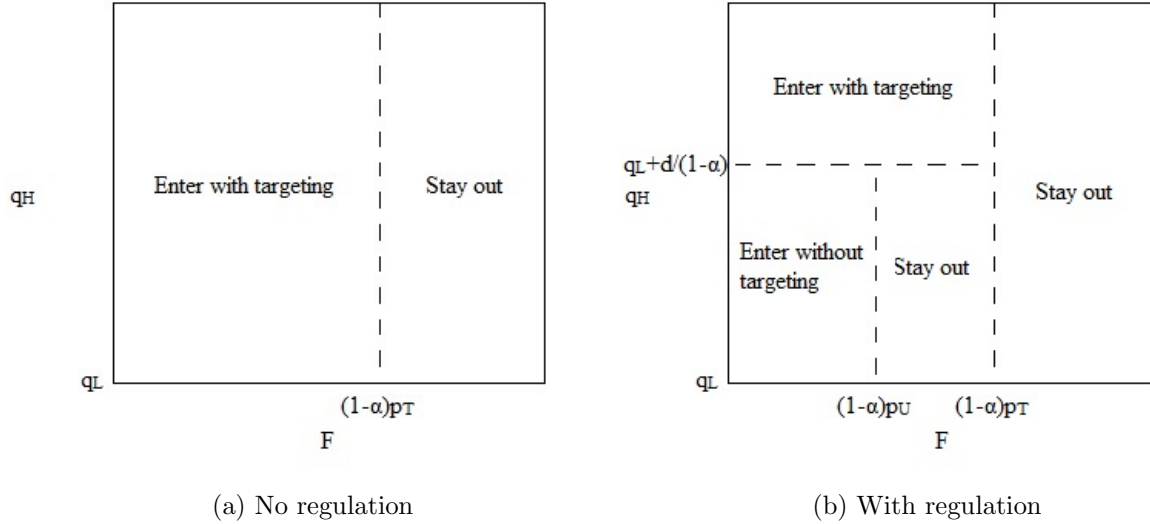 Enter with targeting
Stay out
qH
qL
(1-α)pT
F
(a) No regulation
Enter with targeting
qL+d/(1-α)
qH
Stay out
Enter without
targeting
Stay out
qL
(1-α)pU
(1-α)pT
F
(b) With regulation